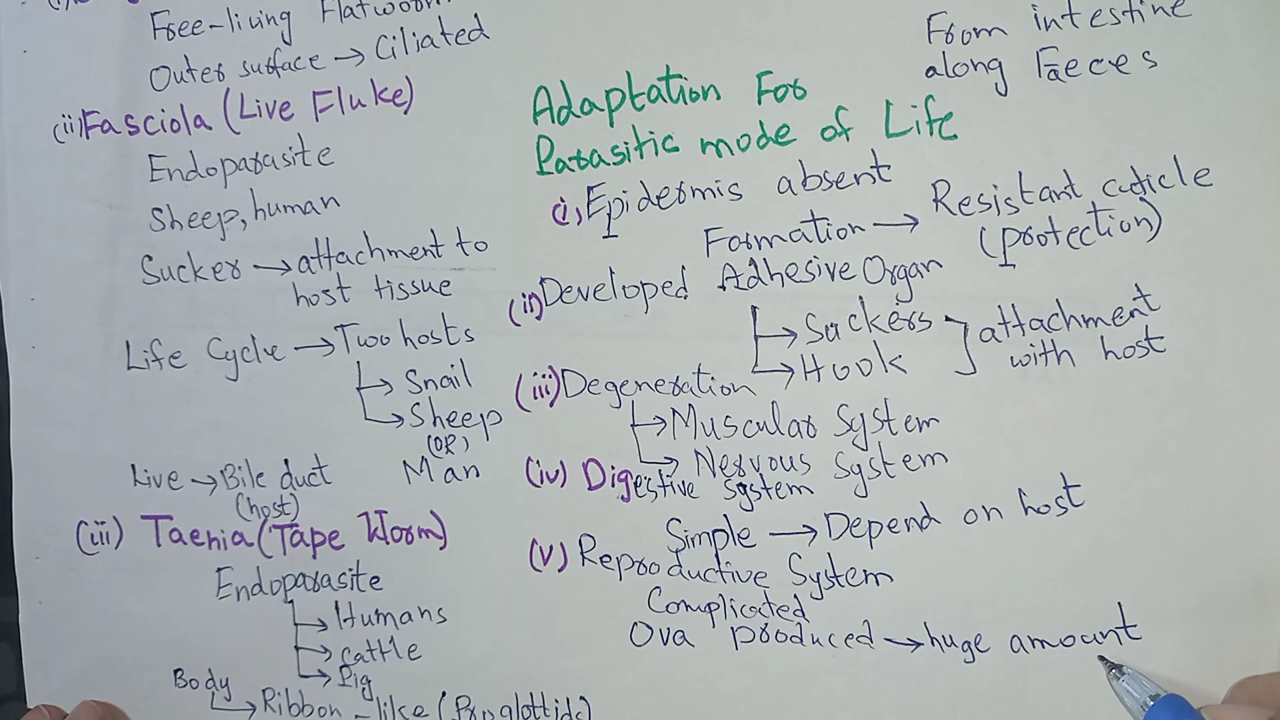 Free-living Flatworm
Outer surface → Ciliated
(ii) Fasciola (Live Fluke)
Endoparasite
Sheep, human
Sucker → attachment to
host tissue
Life Cycle → Two hosts
→ Snail
→ Sheep
(OR)
Man
Live → Bile duct
(host)
(iii) Taenia (Tape Worm)
Endoparasite
→ Humans
→ cattle
→ Pig
Body
→ Ribbon-like (Proglottids)
From intestine
along Faeces
Adaptation For
Parasitic mode of Life
(i) Epidermis absent
Formation → Resistant cuticle
(protection)
(ii) Developed Adhesive Organ
→ Suckers
→ Hook
attachment
with host
(iii) Degeneration
→ Muscular System
→ Nervous System
(iv) Digestive System
Simple → Depend on host
(v) Reproductive System
Complicated
Ova produced → huge amount